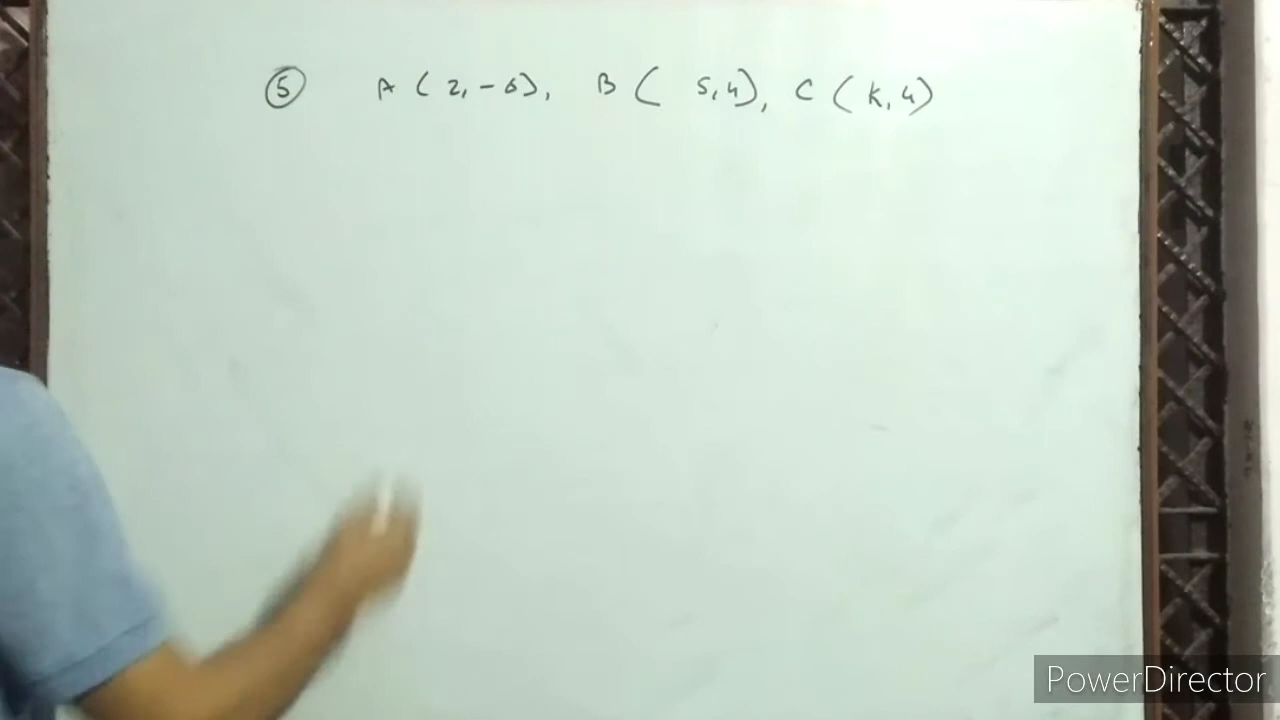 ⑤ A ( 2, -6 ), B ( 5, 4 ), C ( K, 4 )
PowerDirector